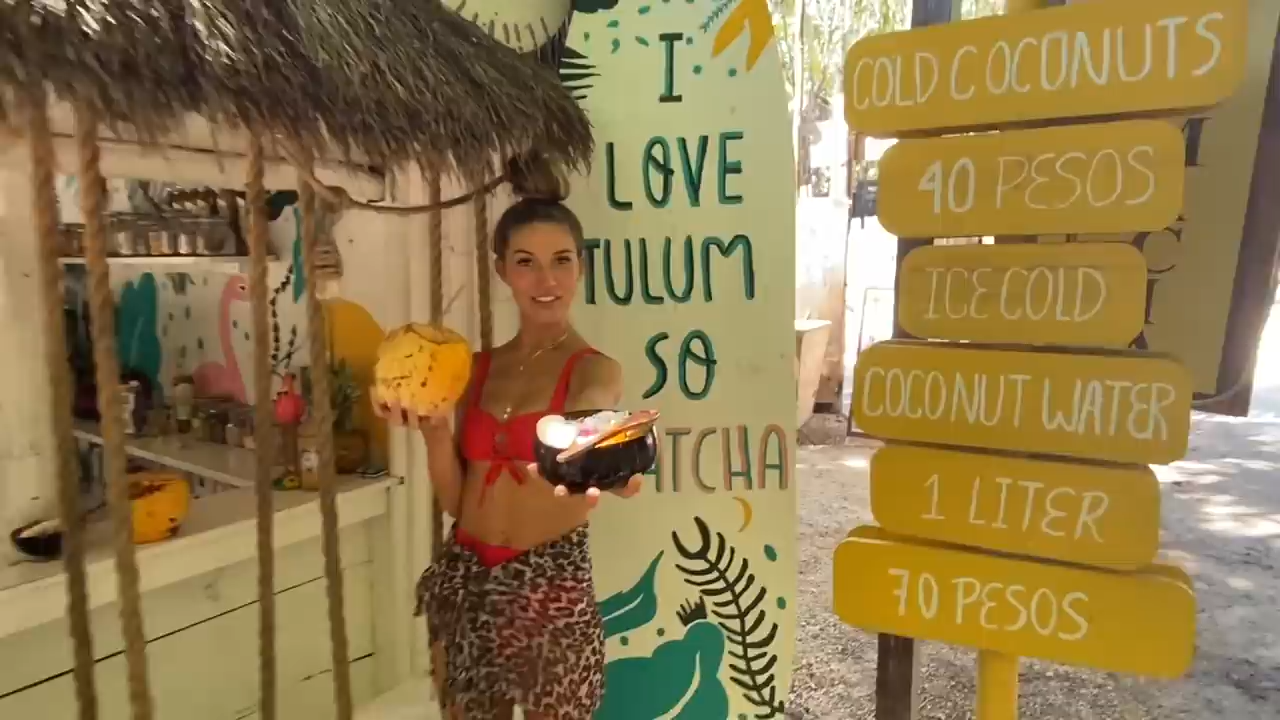 I
LOVE
TULUM
SO
ATCHA
COLD COCONUTS
40 PESOS
ICE COLD
COCONUT WATER
1 LITER
70 PESOS